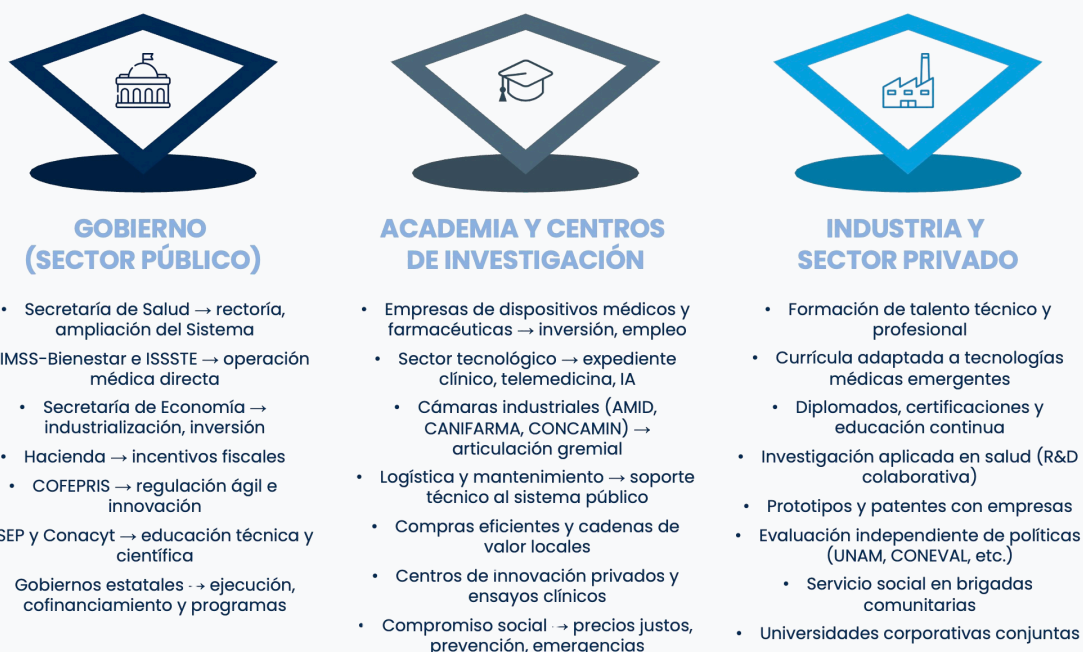 GOBIERNO
(SECTOR PÚBLICO)
• Secretaría de Salud → rectoría,
ampliación del Sistema
IMSS-Bienestar e ISSSTE → operación
médica directa
• Secretaría de Economía →
industrialización, inversión
• Hacienda → incentivos fiscales
• COFEPRIS → regulación ágil e
innovación
SEP y Conacyt → educación técnica y
científica
Gobiernos estatales → ejecución,
cofinanciamiento y programas
ACADEMIA Y CENTROS
DE INVESTIGACIÓN
• Empresas de dispositivos médicos y
farmacéuticas → inversión, empleo
• Sector tecnológico → expediente
clínico, telemedicina, IA
• Cámaras industriales (AMID,
CANIFARMA, CONCAMIN) →
articulación gremial
• Logística y mantenimiento → soporte
técnico al sistema público
• Compras eficientes y cadenas de
valor locales
• Centros de innovación privados y
ensayos clínicos
• Compromiso social → precios justos,
prevención, emergencias
INDUSTRIA Y
SECTOR PRIVADO
• Formación de talento técnico y
profesional
• Currícula adaptada a tecnologías
médicas emergentes
• Diplomados, certificaciones y
educación continua
• Investigación aplicada en salud (R&D
colaborativa)
• Prototipos y patentes con empresas
• Evaluación independiente de políticas
(UNAM, CONEVAL, etc.)
• Servicio social en brigadas
comunitarias
• Universidades corporativas conjuntas